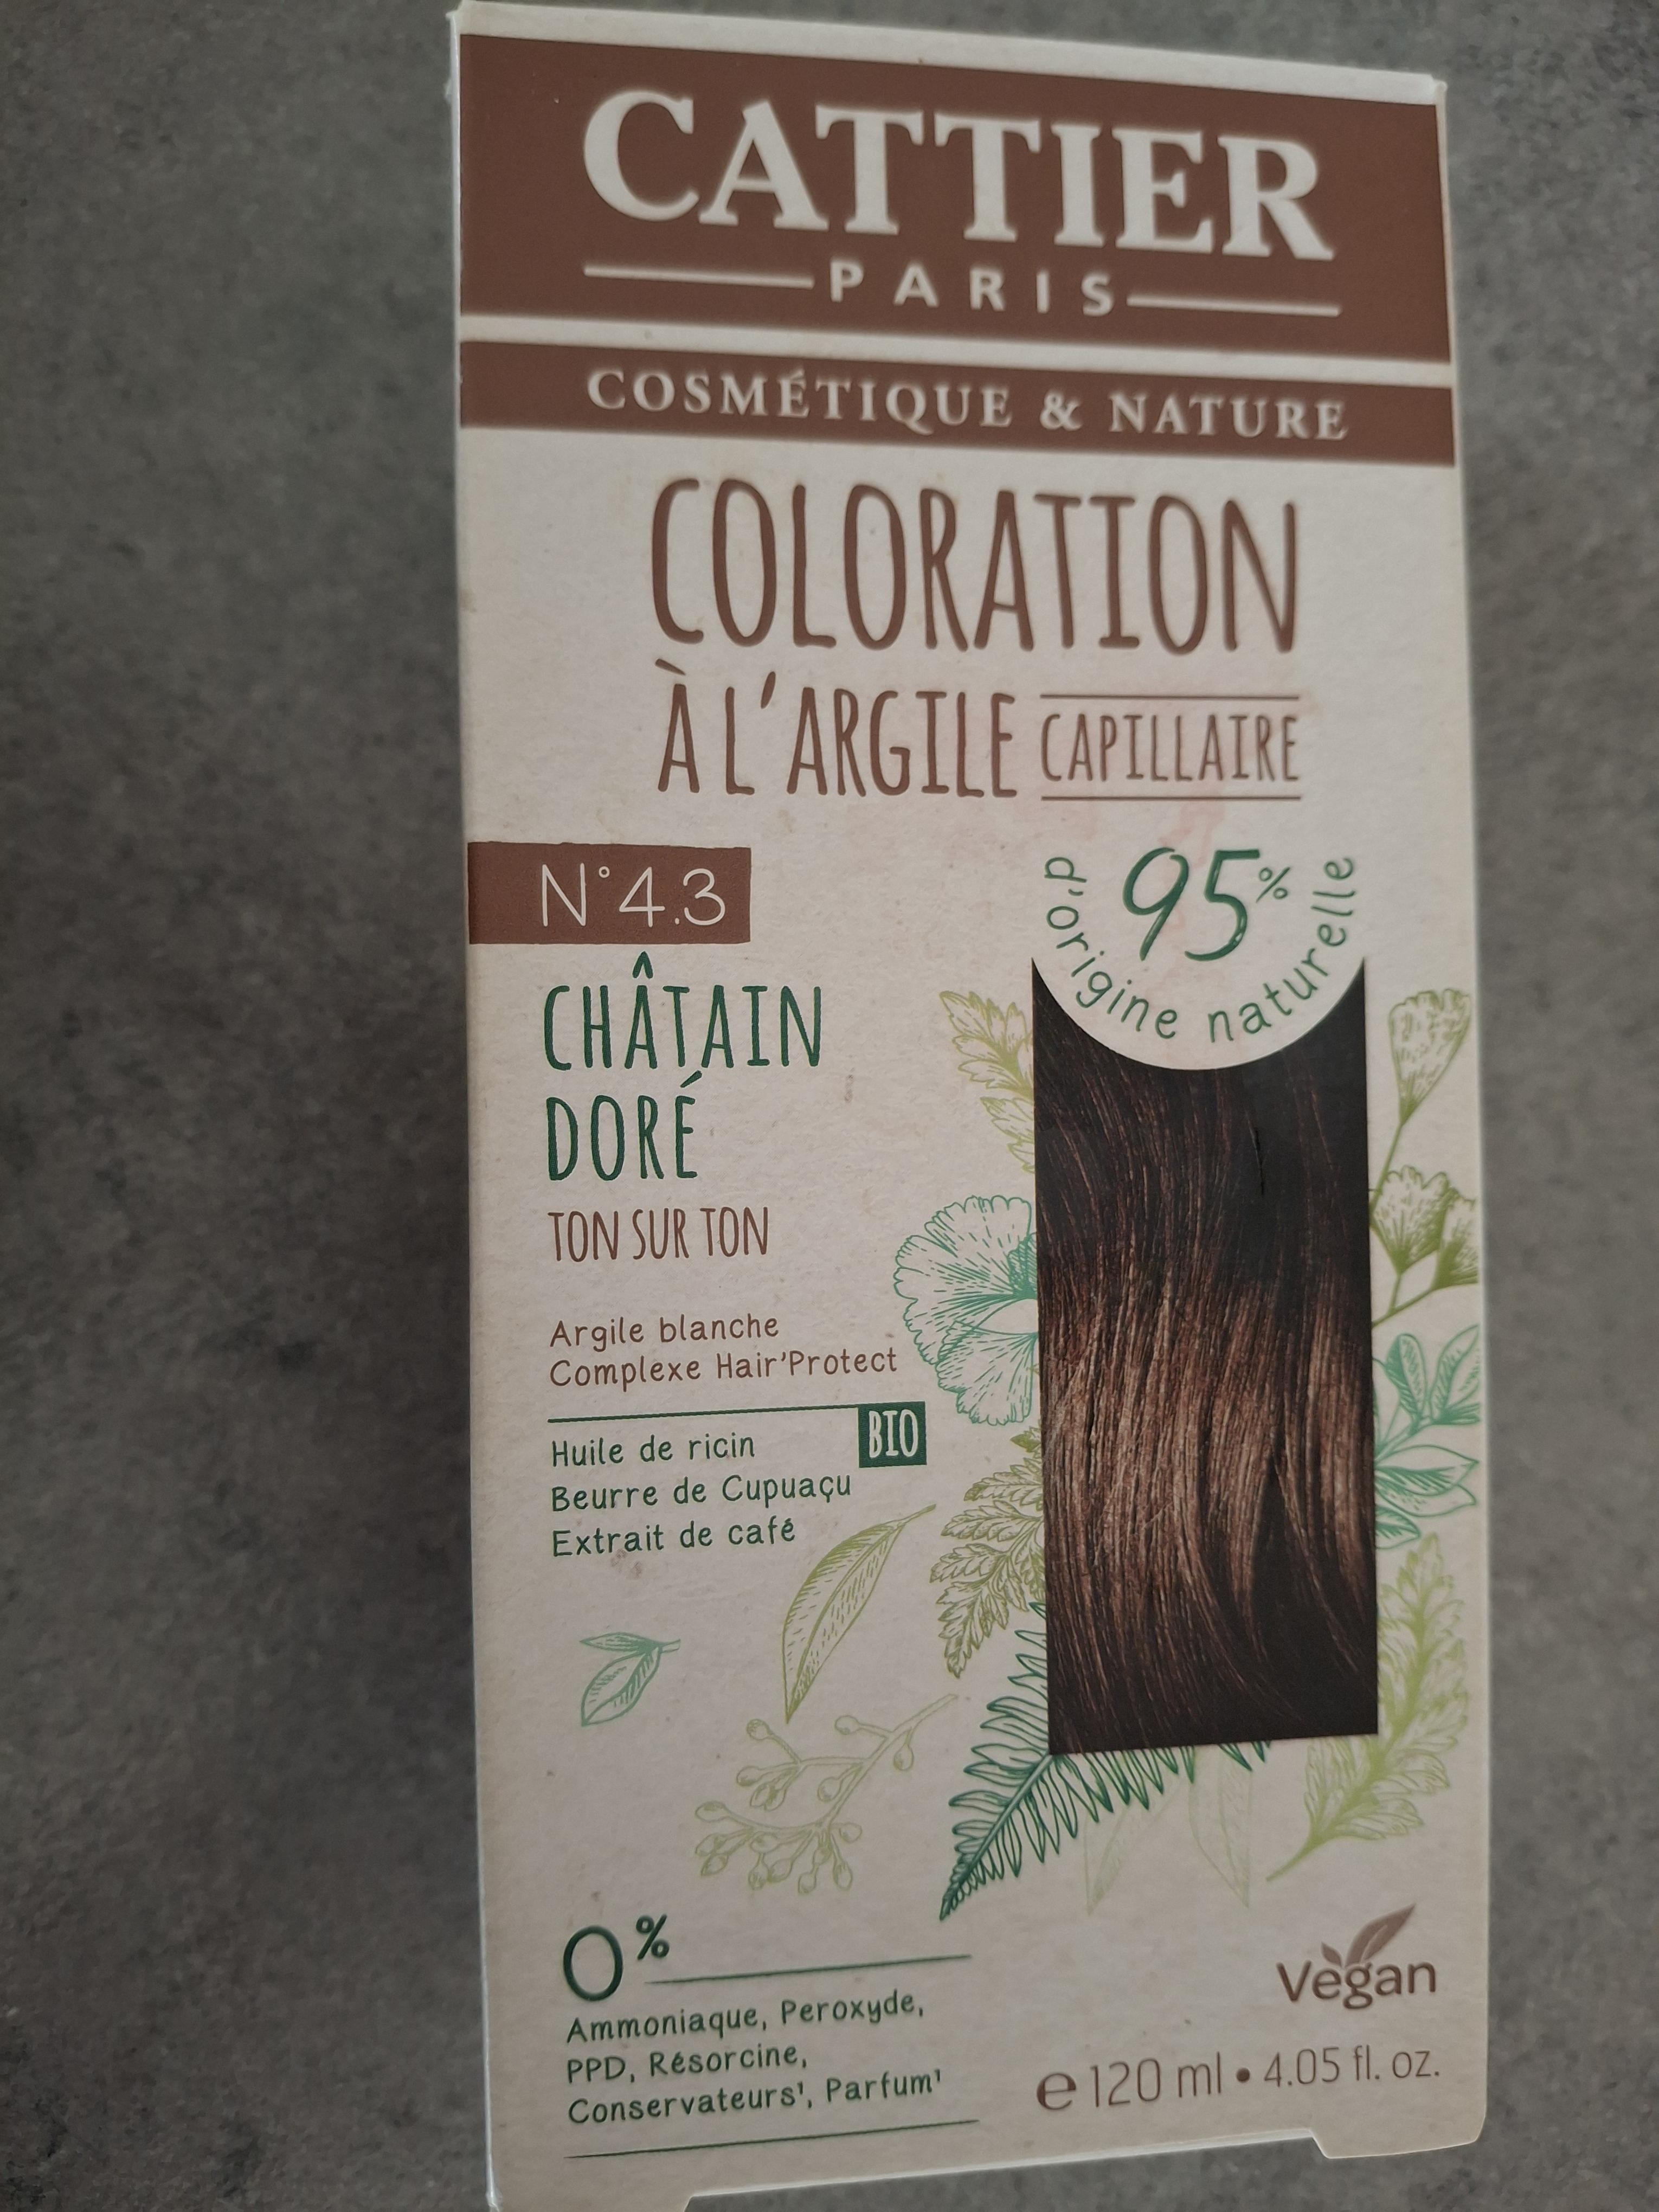 CATTIER
PARIS
COSMÉTIQUE & NATURE
COLORATION
À L'ARGILE CAPILLAIRE
N°4.3
95%
d'origine naturelle
CHÂTAIN
DORÉ
TON SUR TON
Argile blanche
Complexe Hair'Protect
BIO
Huile de ricin
Beurre de Cupuaçu
Extrait de café
0%
Ammoniaque, Peroxyde,
PPD, Résorcine,
Conservateurs¹, Parfum¹
Vegan
e 120 ml • 4.05 fl. oz.